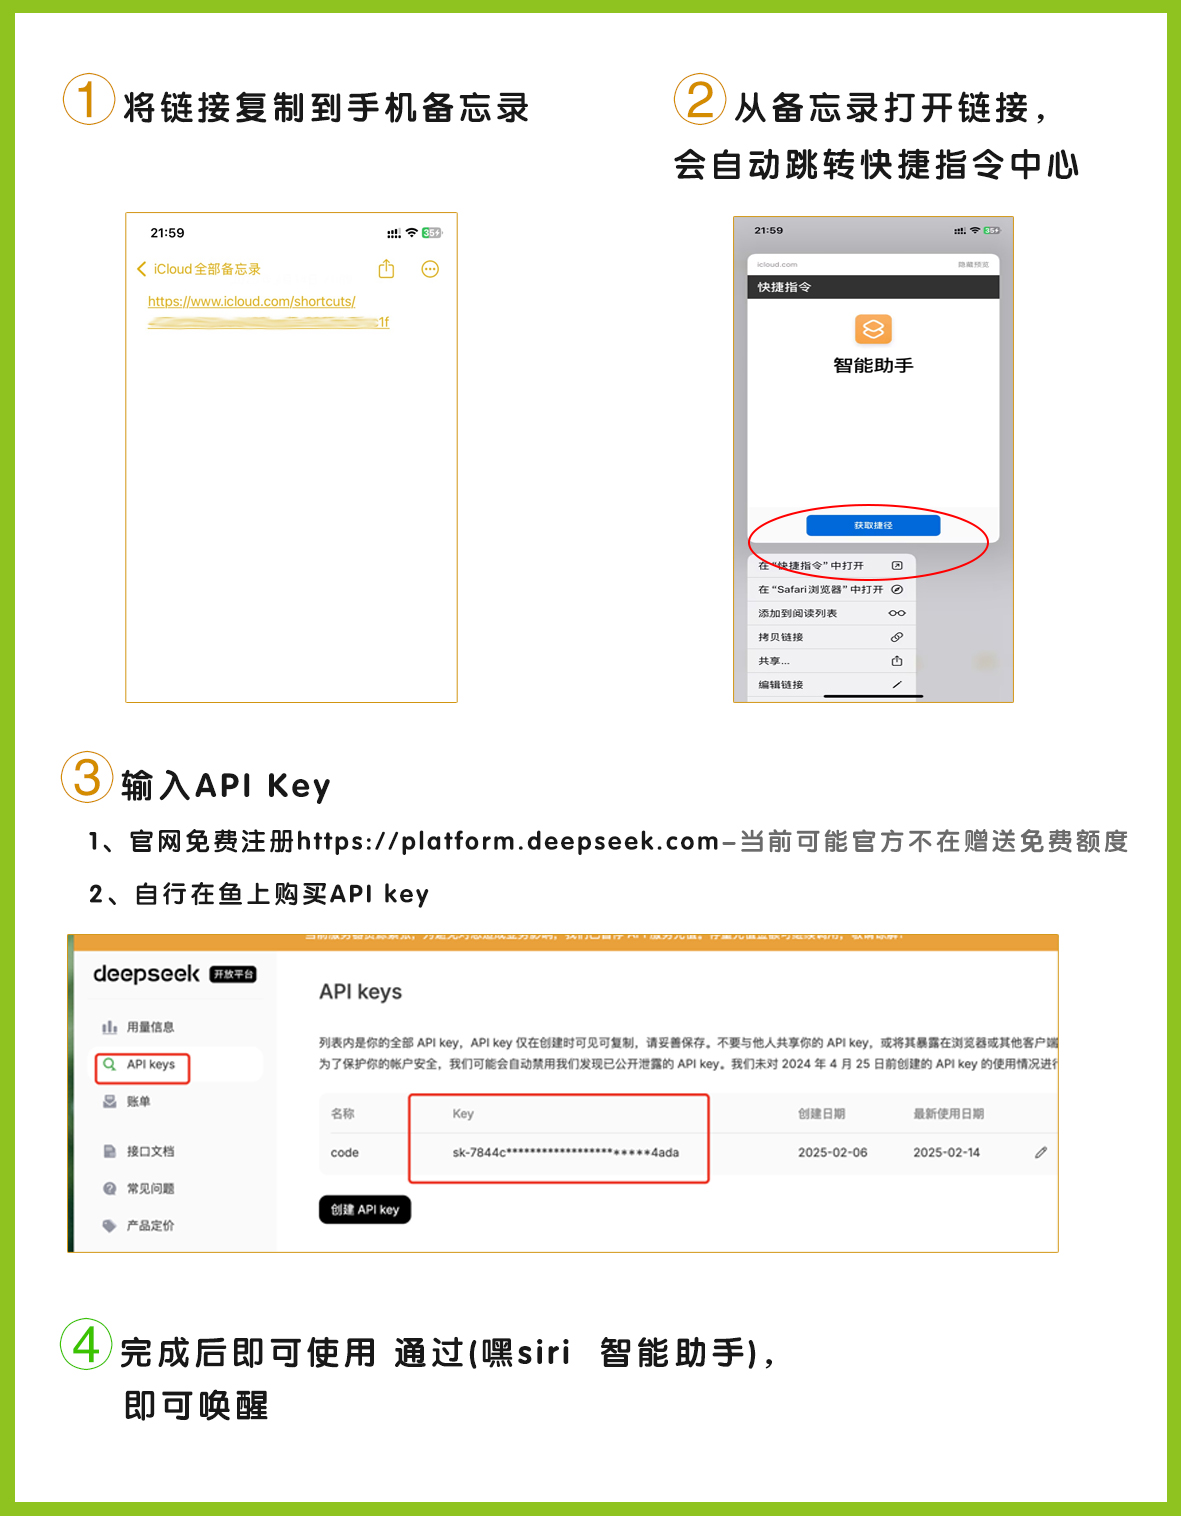 1 将链接复制到手机备忘录
2 从备忘录打开链接，
会自动跳转快捷指令中心
21:59
35
iCloud 全部备忘录
https://www.icloud.com/shortcuts/
1f
21:59
35
icloud.com 隐藏预览
快捷指令
智能助手
获取捷径
在“快捷指令”中打开
在“Safari 浏览器”中打开
添加到阅读列表
拷贝链接
共享...
编辑链接
3 输入API Key
1、官网免费注册https://platform.deepseek.com-当前可能官方不在赠送免费额度
2、自行在鱼上购买API key
deepseek 开放平台
用量信息
API keys
账单
接口文档
常见问题
产品定价
API keys
列表内是你的全部 API key，API key 仅在创建时可见可复制，请妥善保存。不要与他人共享你的 API key，或将其暴露在浏览器或其他客户端
为了保护你的帐户安全，我们可能会自动禁用我们发现已公开泄露的 API key。我们未对 2024 年 4 月 25 日前创建的 API key 的使用情况进行
名称 Key 创建日期 最新使用日期
code sk-7844c**********************4ada 2025-02-06 2025-02-14
创建 API key
4 完成后即可使用 通过(嘿siri 智能助手)，
即可唤醒